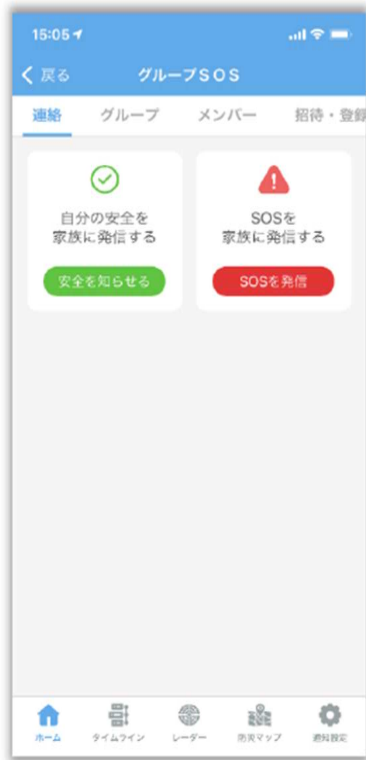 15:05
戻る
グループSOS
連絡 グループ メンバー 招待・登録
自分の安全を
家族に発信する
安全を知らせる
SOSを
家族に発信する
SOSを発信
ホーム タイムライン レーダー 防災マップ 通知設定